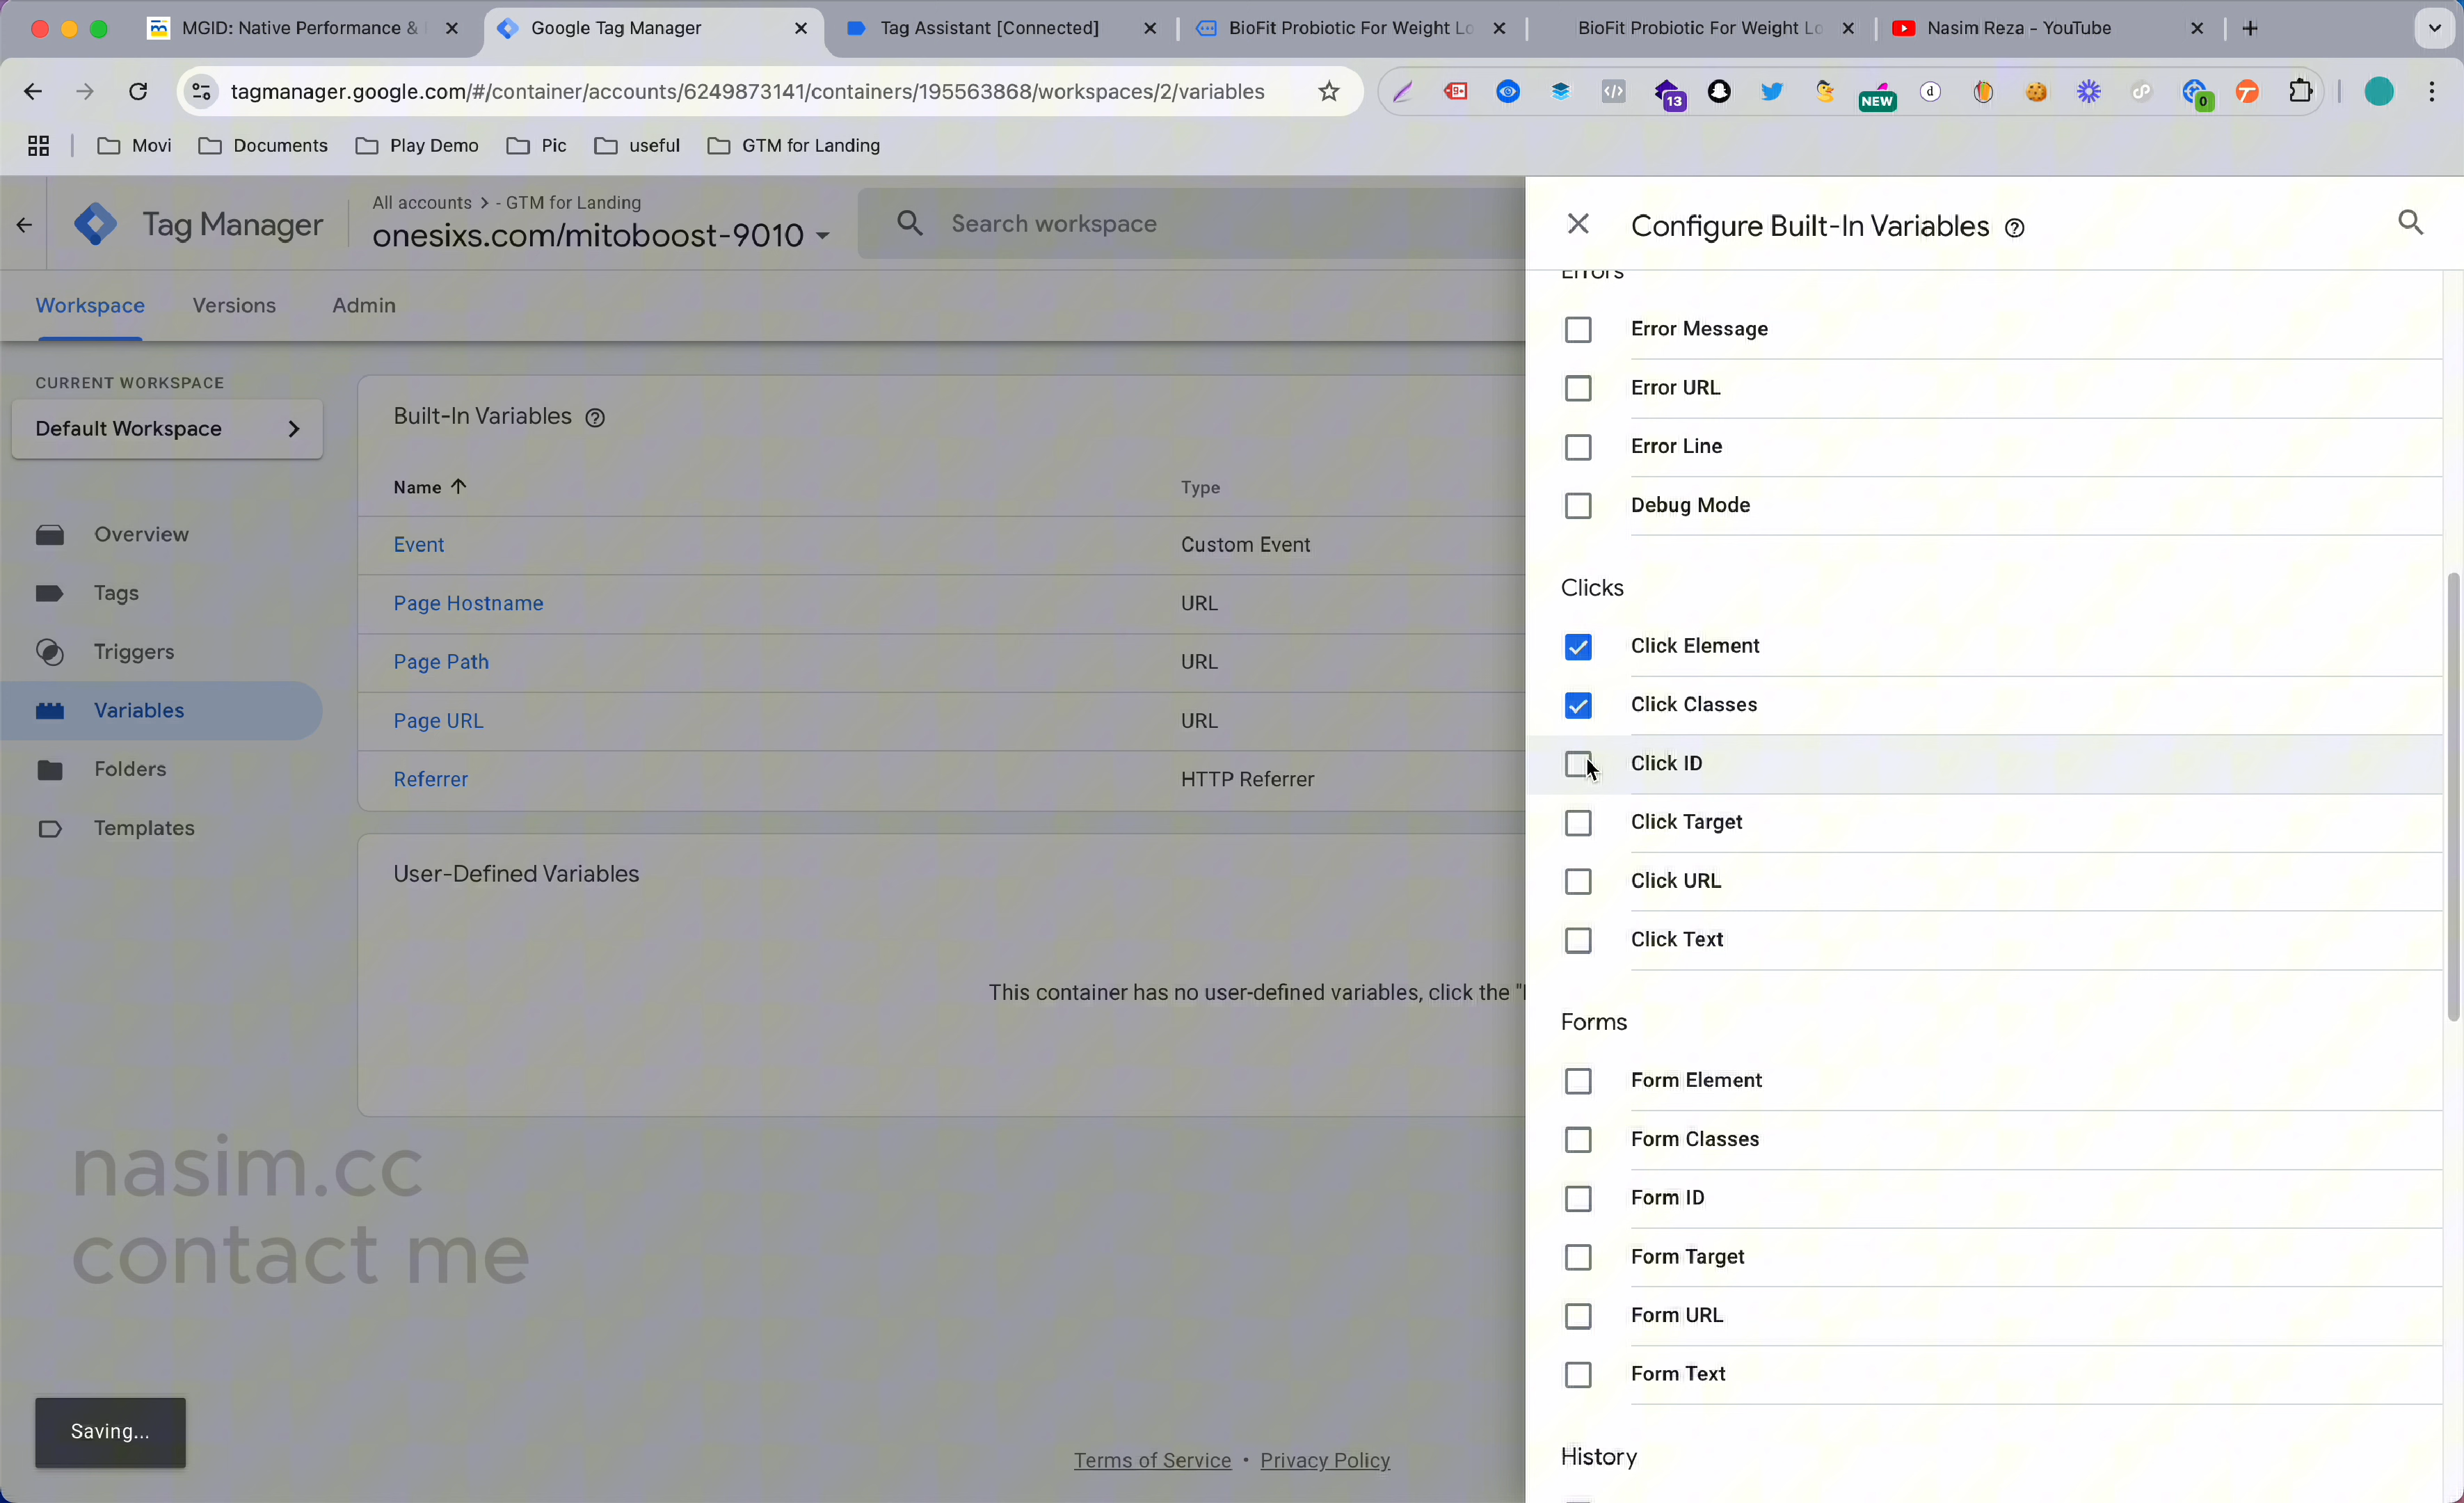 MGID: Native Performance &
Google Tag Manager
Tag Assistant [Connected]
BioFit Probiotic For Weight Lo
BioFit Probiotic For Weight Lo
Nasim Reza - YouTube
tagmanager.google.com/#/container/accounts/6249873141/containers/195563868/workspaces/2/variables
13
NEW
d
0
Movi
Documents
Play Demo
Pic
useful
GTM for Landing
Tag Manager
All accounts > - GTM for Landing
onesixs.com/mitoboost-9010
Search workspace
Workspace
Versions
Admin
CURRENT WORKSPACE
Default Workspace
Overview
Tags
Triggers
Variables
Folders
Templates
Built-In Variables
Name
Type
Event
Custom Event
Page Hostname
URL
Page Path
URL
Page URL
URL
Referrer
HTTP Referrer
User-Defined Variables
This container has no user-defined variables, click the "
nasim.cc
contact me
Saving...
Terms of Service • Privacy Policy
Configure Built-In Variables
Errors
Error Message
Error URL
Error Line
Debug Mode
Clicks
Click Element
Click Classes
Click ID
Click Target
Click URL
Click Text
Forms
Form Element
Form Classes
Form ID
Form Target
Form URL
Form Text
History